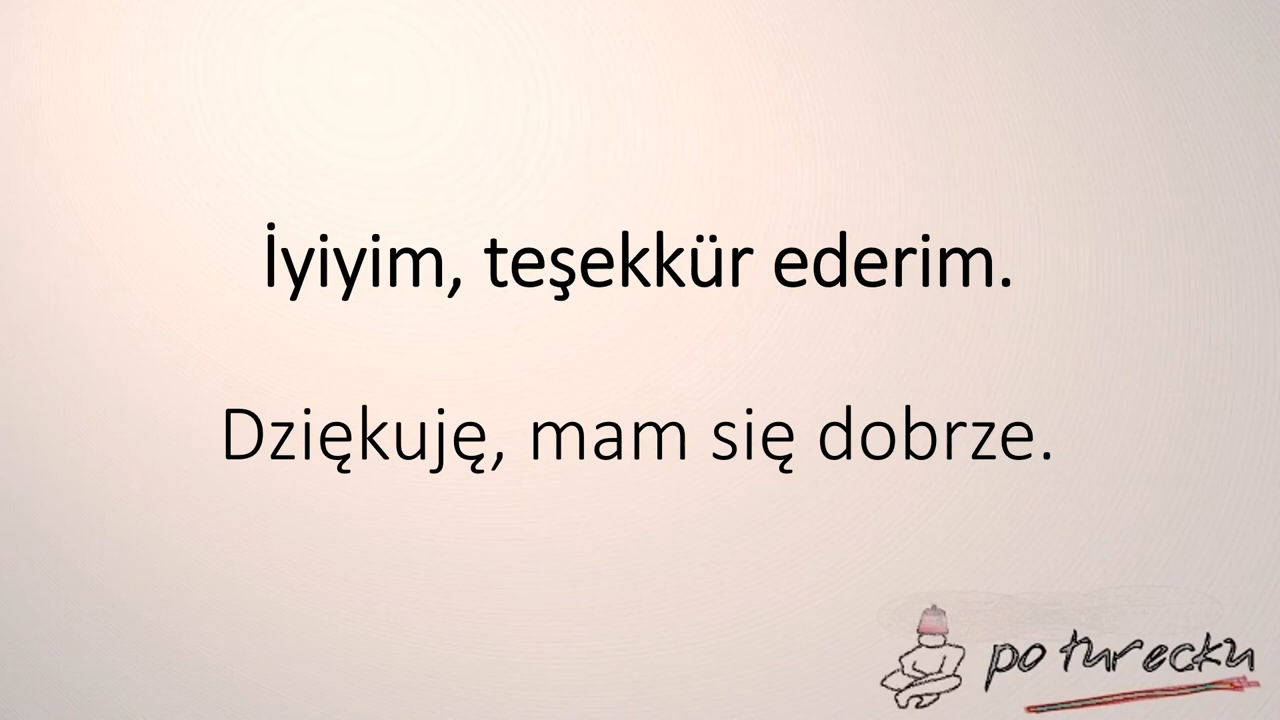 İyiyim, teşekkür ederim.
Dziękuję, mam się dobrze.
po turecku